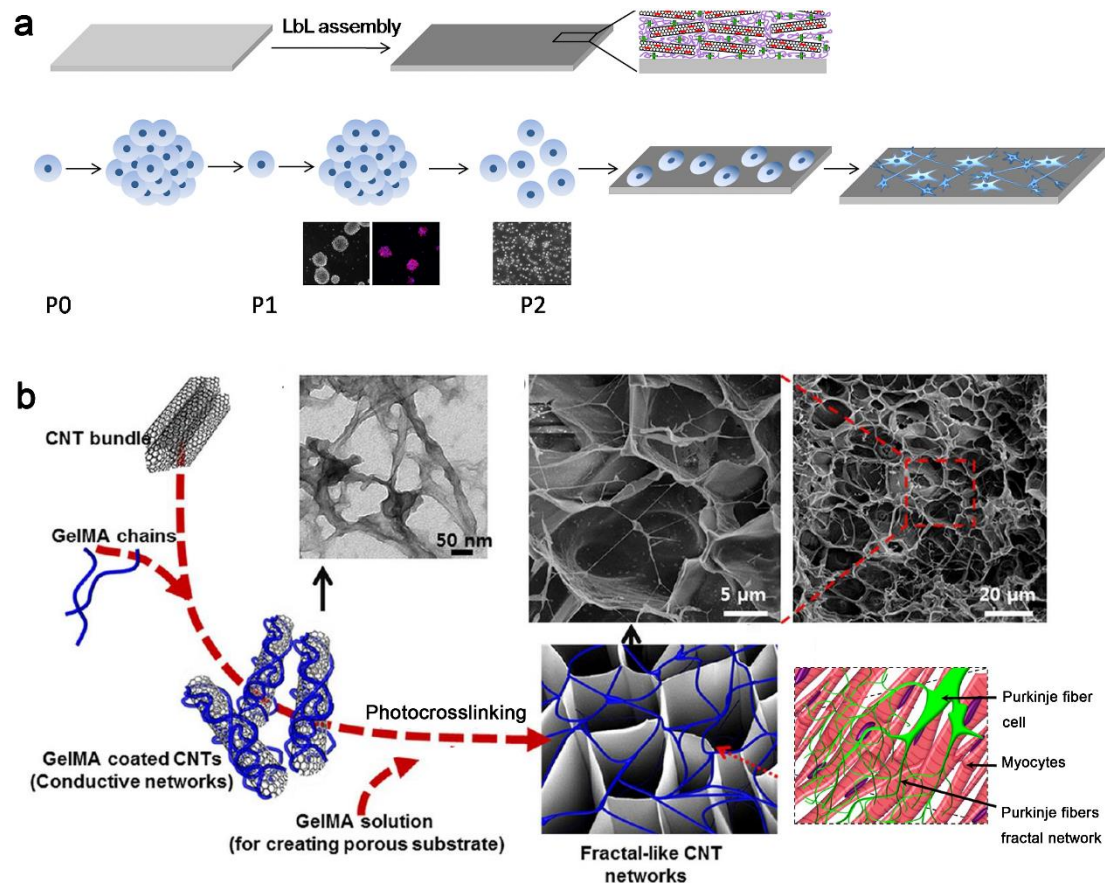 a
LbL assembly
P0
P1
P2
b
CNT bundle
GelMA chains
50 nm
5 µm
20 µm
GelMA coated CNTs
(Conductive networks)
Photocrosslinking
GelMA solution
(for creating porous substrate)
Fractal-like CNT
networks
Purkinje fiber
cell
Myocytes
Purkinje fibers
fractal network